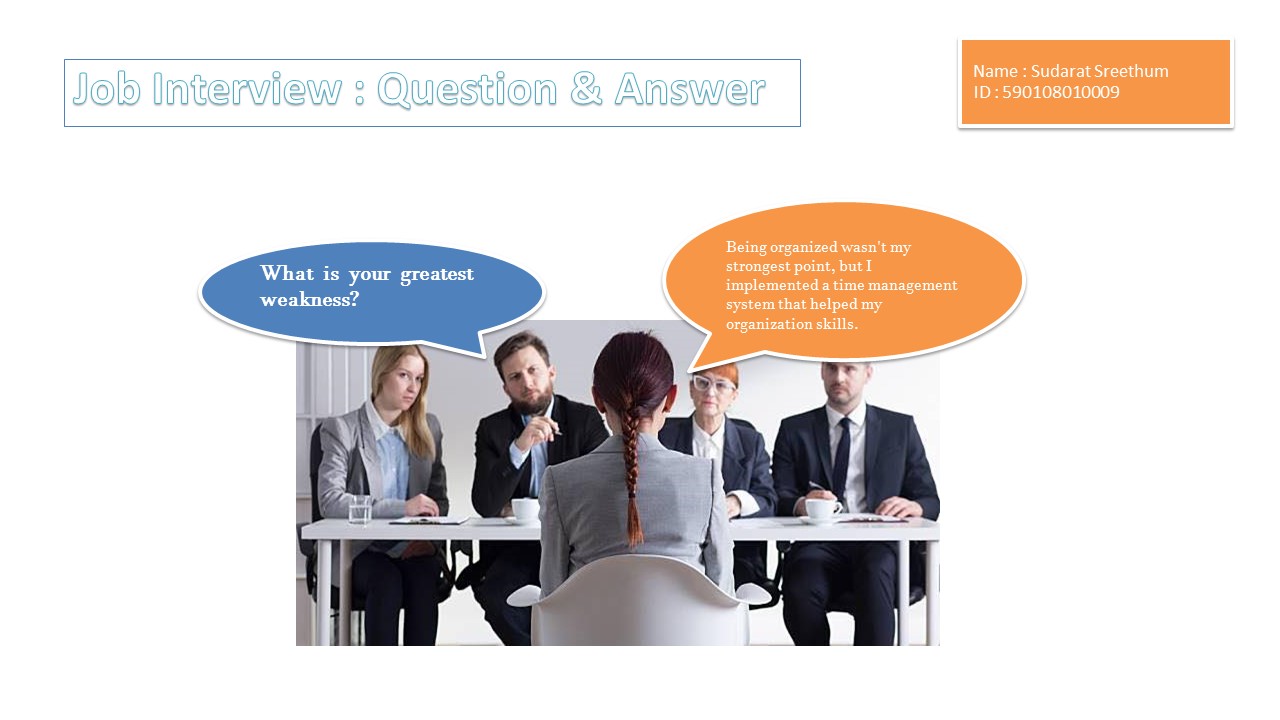 Job Interview : Question & Answer
Name : Sudarat Sreethum
ID : 590108010009
What is your greatest
weakness?
Being organized wasn't my
strongest point, but I
implemented a time management
system that helped my
organization skills.